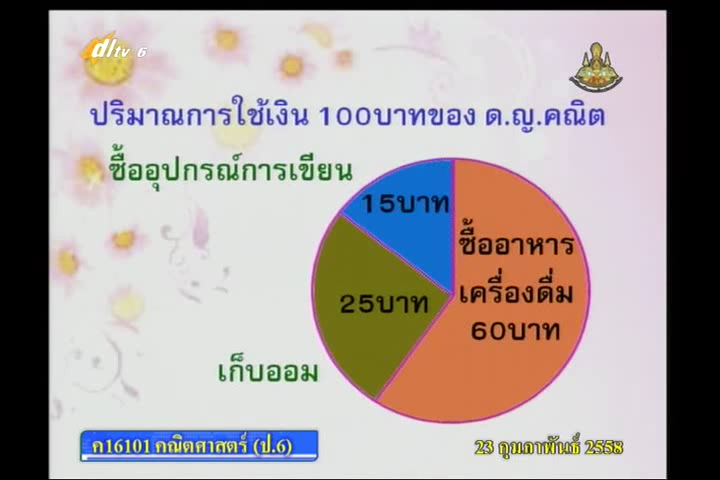 dltv 6
ปริมาณการใช้เงิน 100บาทของ ด.ญ.คณิต
ซื้ออุปกรณ์การเขียน
15บาท
ซื้ออาหาร
เครื่องดื่ม
60บาท
25บาท
เก็บออม
ค16101 คณิตศาสตร์ (ป.6)
23 กุมภาพันธ์ 2558